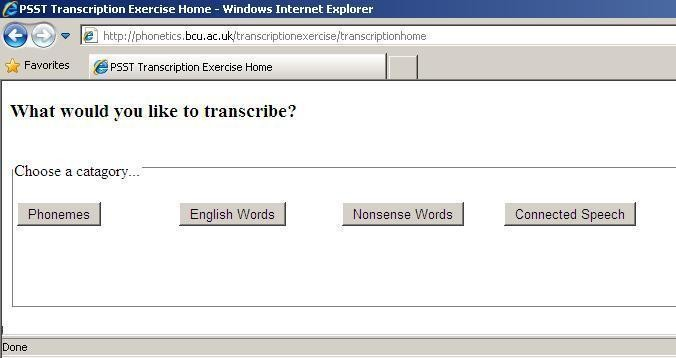 PSST Transcription Exercise Home - Windows Internet Explorer
http://phonetics.bcu.ac.uk/transcriptionexercise/transcriptionhome
Favorites PSST Transcription Exercise Home
What would you like to transcribe?
Choose a catagory...
Phonemes English Words Nonsense Words Connected Speech
Done